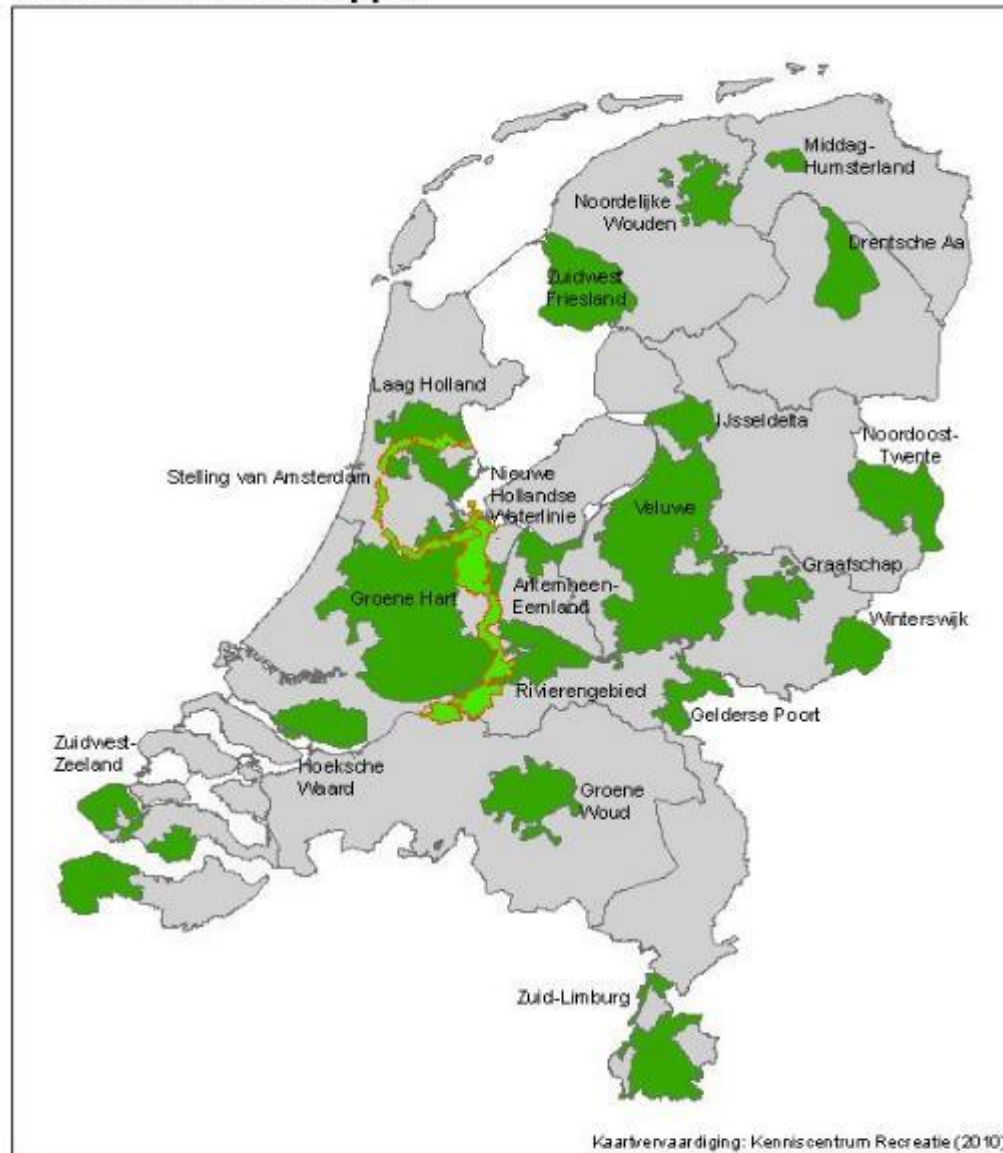 Middag-
Humsterland
Noordelijke
Wouden
Drentsche Aa
Zuidwest
Friesland
Laag Holland
IJsseldelta
Noordoost-
Twente
Stelling van Amsterdam
Nieuwe
Hollandse
Waterlinie
Veluwe
Graafschap
Groene Hart
Arkemheen-
Eemland
Winterswijk
Rivierengebied
Gelderse Poort
Zuidwest-
Zeeland
Hoeksche
Waard
Groene
Woud
Zuid-Limburg
Kaartvervaardiging: Kenniscentrum Recreatie (2010)